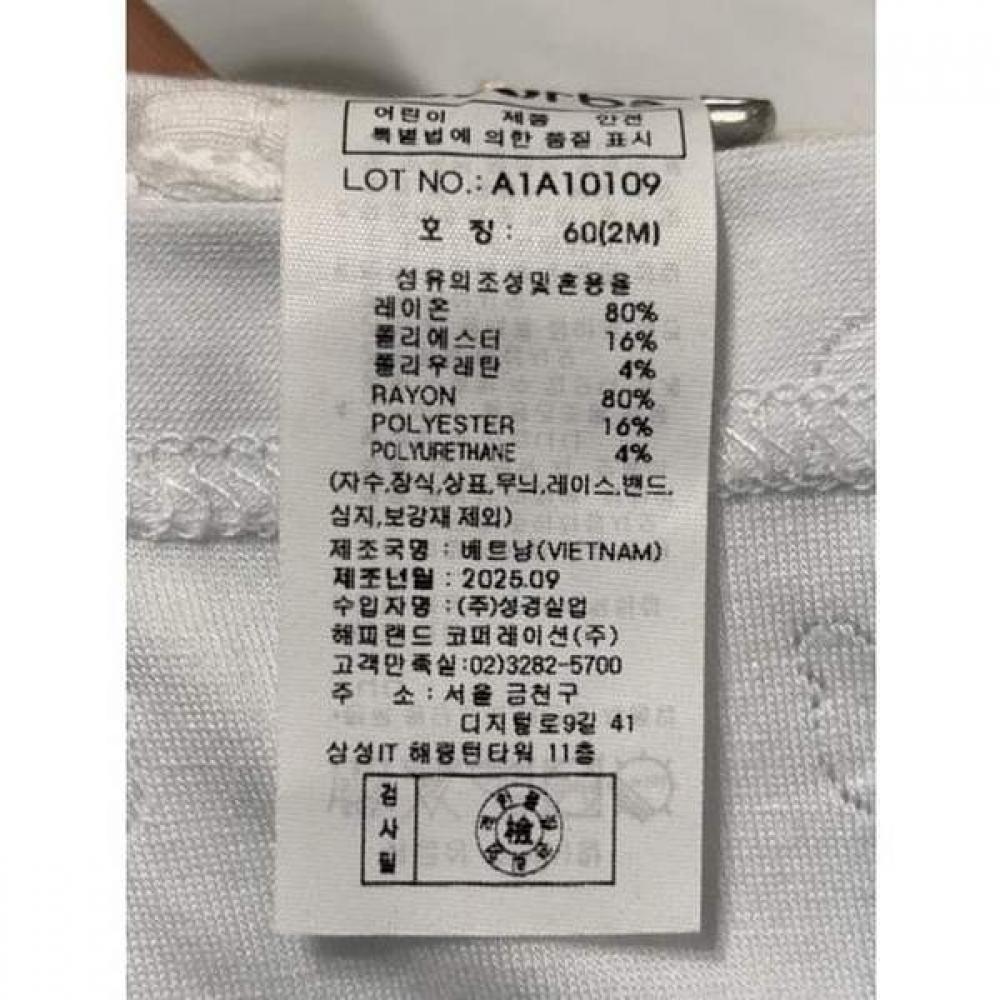 어린이 제품 안전
특별법에 의한 품질 표시
LOT NO.: A1A10109
호 칭 : 60(2M)
섬유의조성및혼용율
레이온 80%
폴리에스터 16%
폴리우레탄 4%
RAYON 80%
POLYESTER 16%
POLYURETHANE 4%
(자수,장식,상표,무늬,레이스,밴드,
심지,보강재 제외)
제조국명 : 베트남(VIETNAM)
제조년월 : 2025.09
수입자명 : (주)성경실업
해피랜드 코퍼레이션(주)
고객만족실:02)3282-5700
주 소 : 서울 금천구
디지털로9길 41
삼성IT 해링턴타워 11층
검
사
필
檢